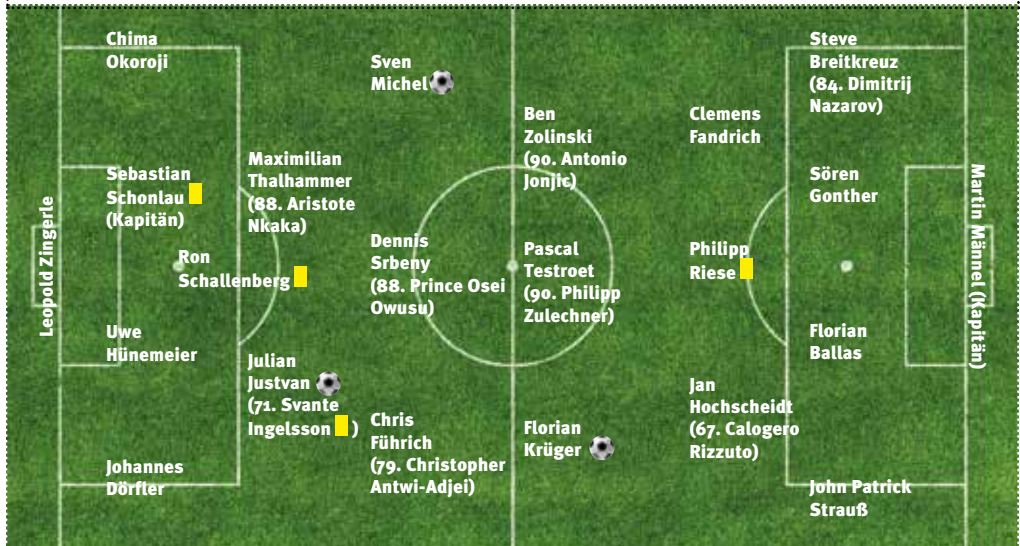 Leopold Zingerle
Chima
Okoroji
Sebastian
Schonlau
(Kapitän)
Ron
Schallenberg
Uwe
Hünemeier
Johannes
Dörfler
Maximilian
Thalhammer
(88. Aristote
Nkaka)
Julian
Justvan
(71. Svante
Ingelsson )
Sven
Michel
Dennis
Srbeny
(88. Prince Osei
Owusu)
Chris
Führich
(79. Christopher
Antwi-Adjei)
Ben
Zolinski
(90. Antonio
Jonjic)
Pascal
Testroet
(90. Philipp
Zulechner)
Florian
Krüger
Clemens
Fandrich
Philipp
Riese
Jan
Hochscheidt
(67. Calogero
Rizzuto)
Steve
Breitkreuz
(84. Dimitrij
Nazarov)
Sören
Gonther
Florian
Ballas
John Patrick
Strauß
Martin Männel (Kapitän)